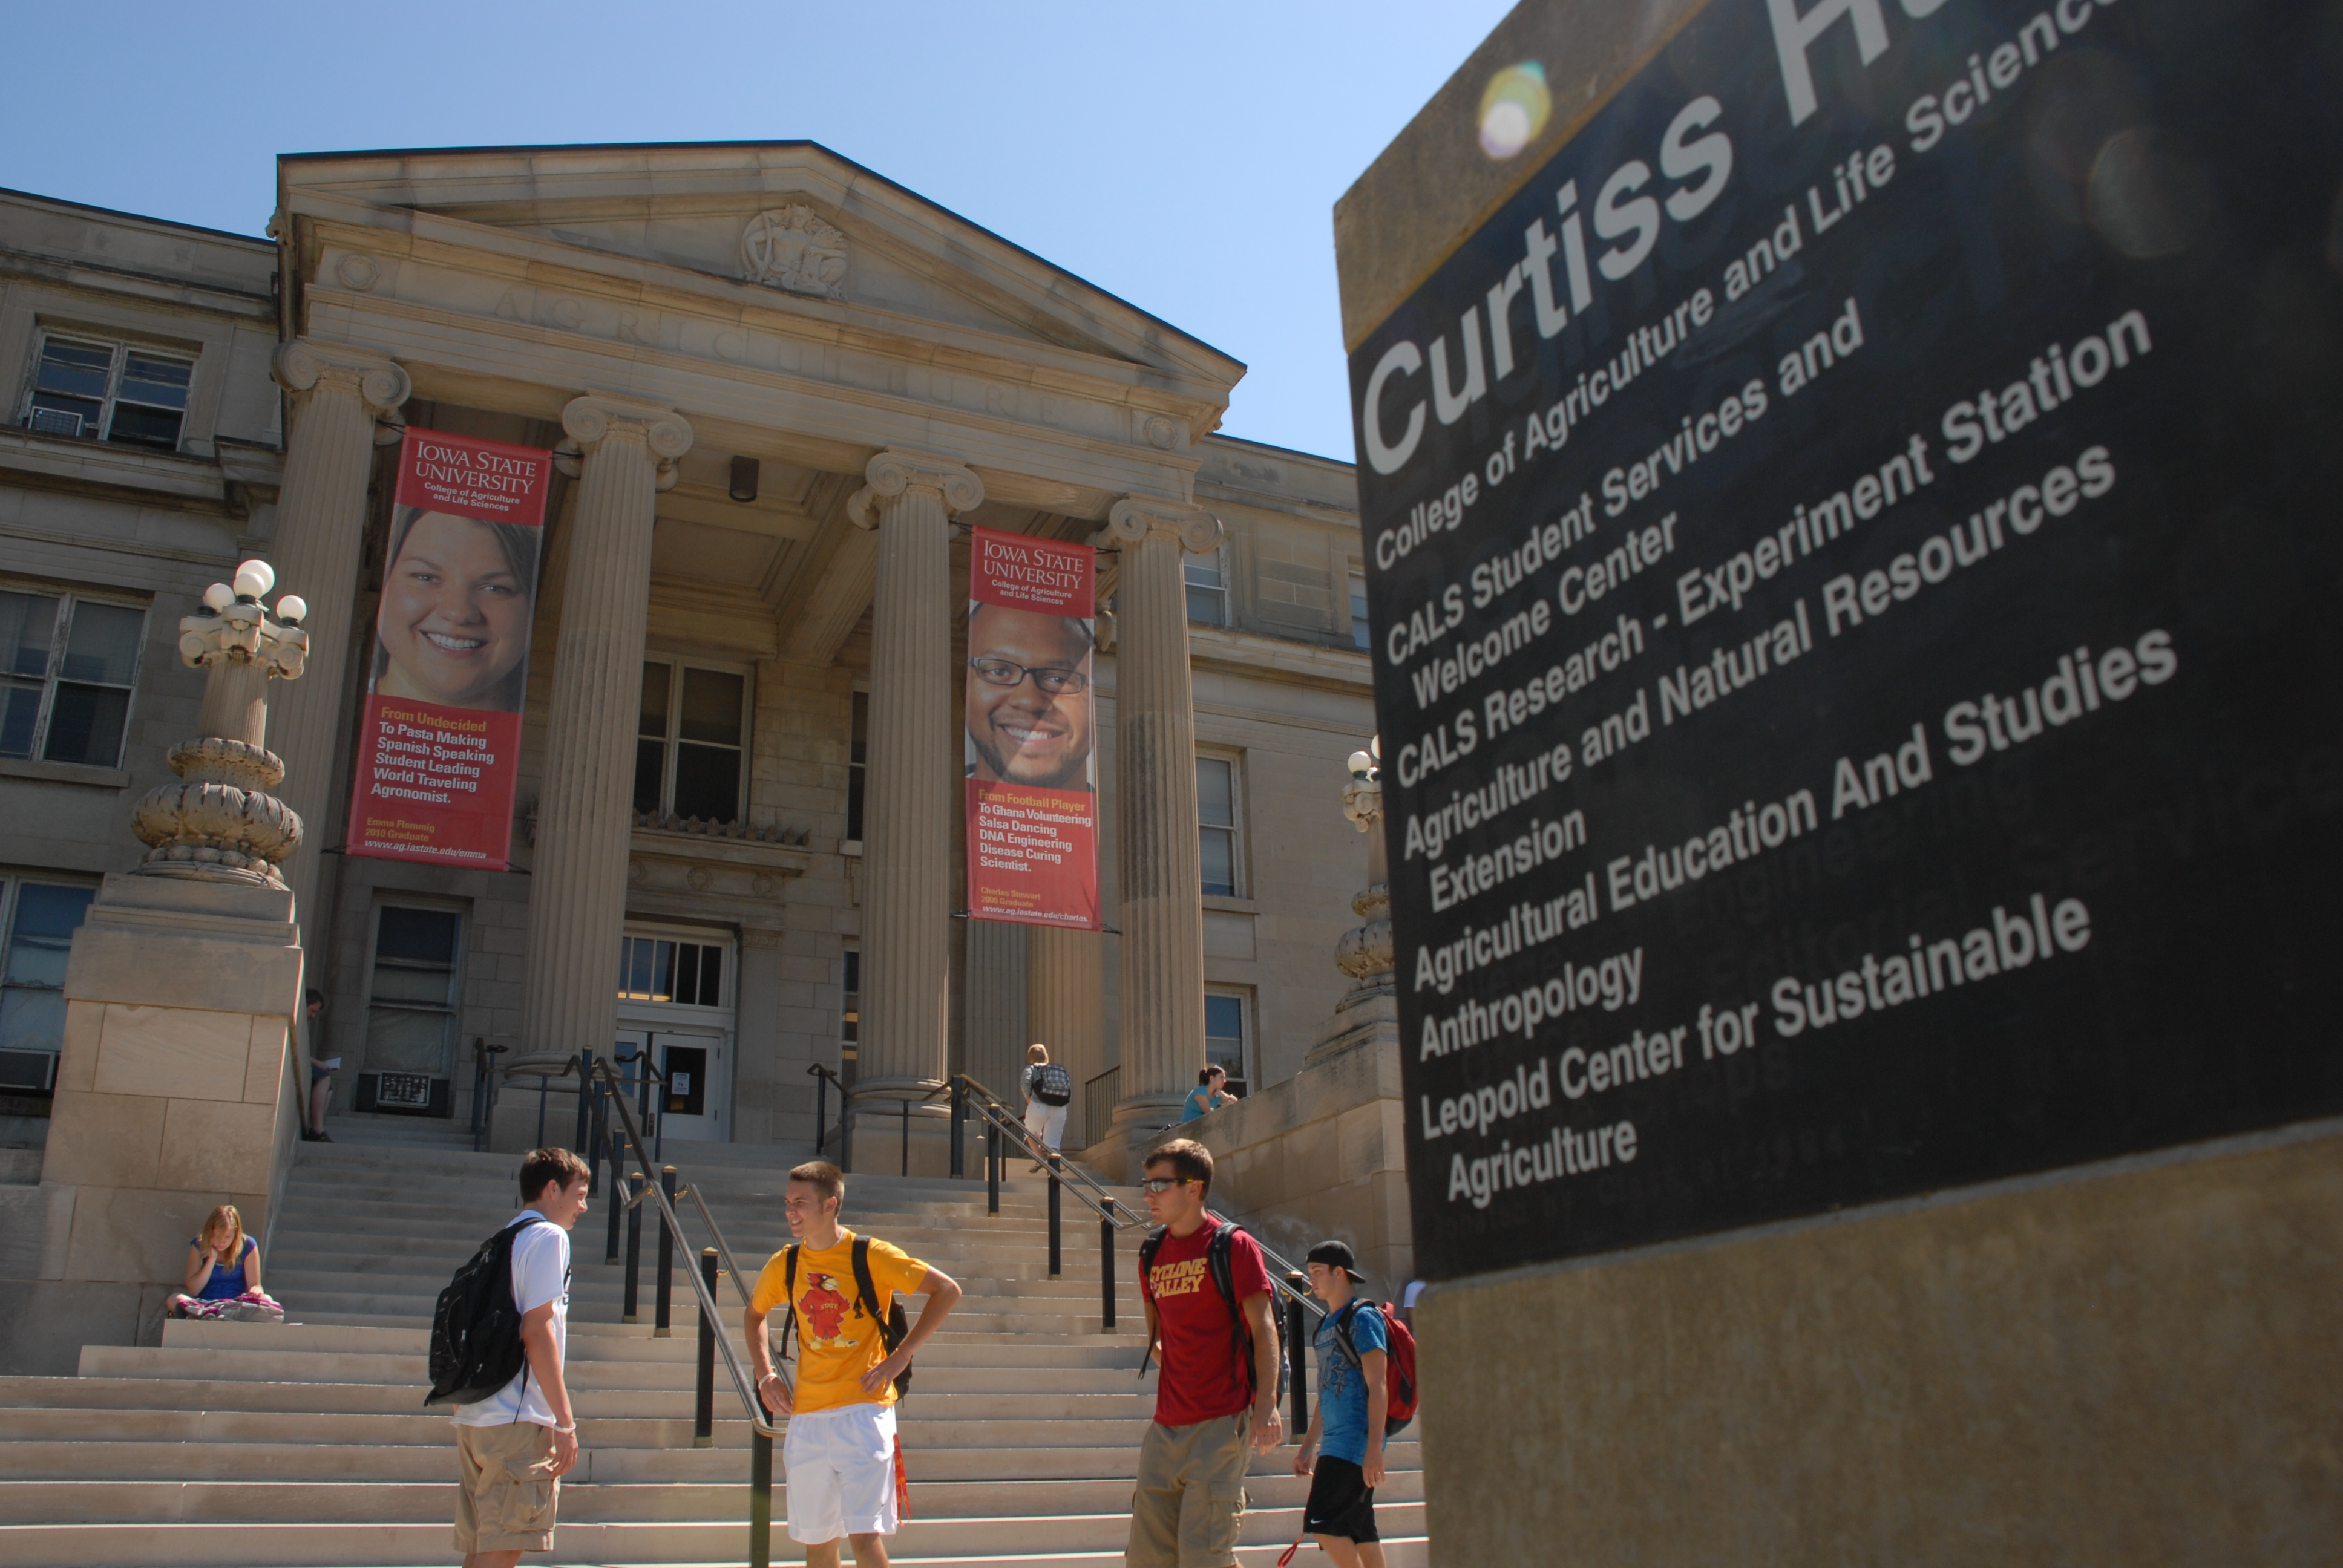 AGRICULTURE
IOWA STATE
UNIVERSITY
College of Agriculture
and Life Sciences
From Undecided
To Pasta Making
Spanish Speaking
Student Leading
World Traveling
Agronomist.
Emma Flemmig
2010 Graduate
www.ag.iastate.edu/emma
IOWA STATE
UNIVERSITY
College of Agriculture
and Life Sciences
From Football Player
To Ghana Volunteering
Salsa Dancing
DNA Engineering
Disease Curing
Scientist.
Charles Stewart
2008 Graduate
www.ag.iastate.edu/charles
STATE
CYCLONE
ALLEY
Curtiss
College of Agriculture and Life Science
CALS Student Services and
Welcome Center
CALS Research - Experiment Station
Agriculture and Natural Resources
Extension
Agricultural Education And Studies
Anthropology
Leopold Center for Sustainable
Agriculture